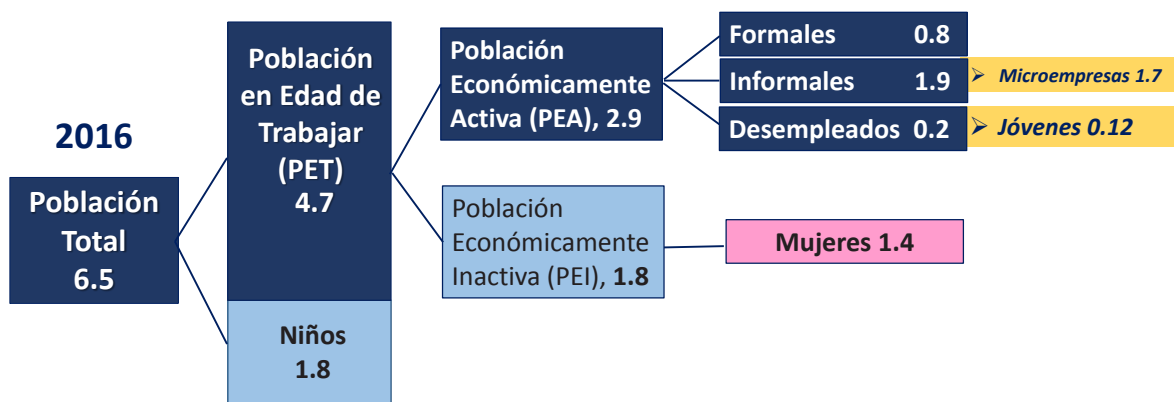 2016
Población
Total
6.5
Población
en Edad de
Trabajar
(PET)
4.7
Niños
1.8
Población
Económicamente
Activa (PEA), 2.9
Población
Económicamente
Inactiva (PEI), 1.8
Formales 0.8
Informales 1.9
Desempleados 0.2
➢ Microempresas 1.7
➢ Jóvenes 0.12
Mujeres 1.4